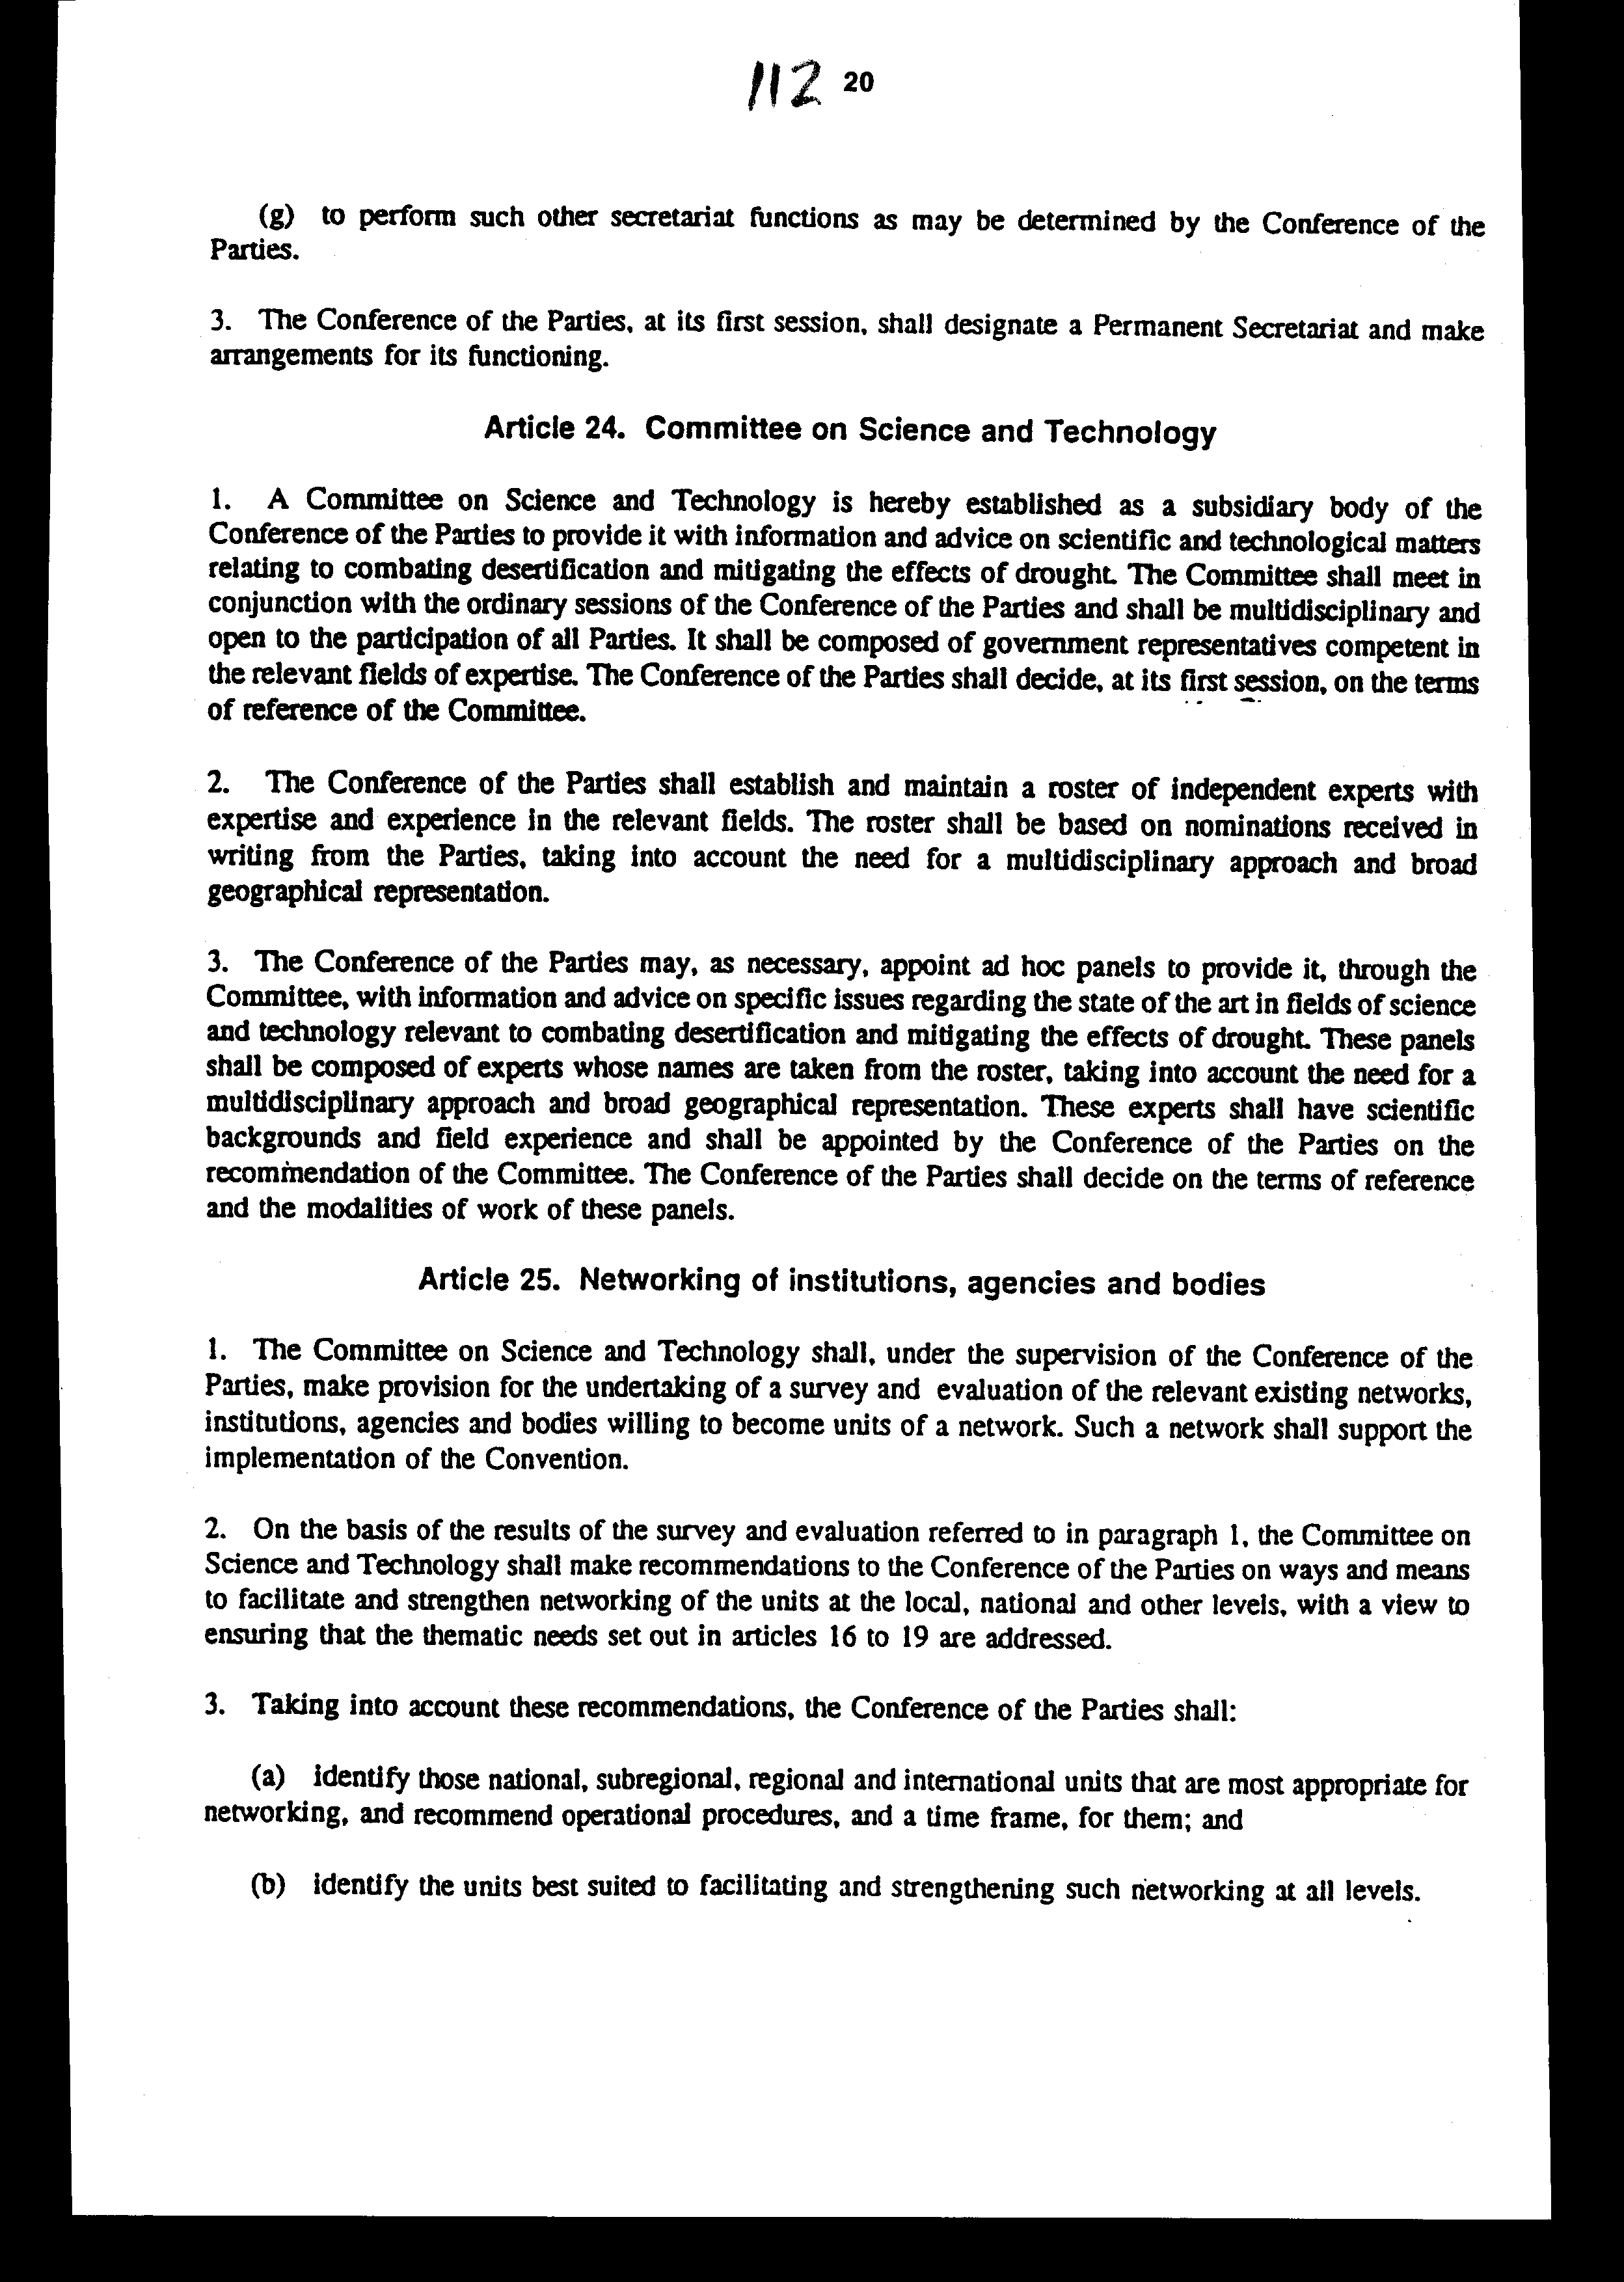 112 20
(g) to perform such other secretariat functions as may be determined by the Conference of the
Parties.
3. The Conference of the Parties, at its first session, shall designate a Permanent Secretariat and make
arrangements for its functioning.
Article 24. Committee on Science and Technology
1. A Committee on Science and Technology is hereby established as a subsidiary body of the
Conference of the Parties to provide it with information and advice on scientific and technological matters
relating to combating desertification and mitigating the effects of drought. The Committee shall meet in
conjunction with the ordinary sessions of the Conference of the Parties and shall be multidisciplinary and
open to the participation of all Parties. It shall be composed of government representatives competent in
the relevant fields of expertise. The Conference of the Parties shall decide, at its first session, on the terms
of reference of the Committee.
2. The Conference of the Parties shall establish and maintain a roster of independent experts with
expertise and experience in the relevant fields. The roster shall be based on nominations received in
writing from the Parties, taking into account the need for a multidisciplinary approach and broad
geographical representation.
3. The Conference of the Parties may, as necessary, appoint ad hoc panels to provide it, through the
Committee, with information and advice on specific issues regarding the state of the art in fields of science
and technology relevant to combating desertification and mitigating the effects of drought. These panels
shall be composed of experts whose names are taken from the roster, taking into account the need for a
multidisciplinary approach and broad geographical representation. These experts shall have scientific
backgrounds and field experience and shall be appointed by the Conference of the Parties on the
recommendation of the Committee. The Conference of the Parties shall decide on the terms of reference
and the modalities of work of these panels.
Article 25. Networking of institutions, agencies and bodies
1. The Committee on Science and Technology shall, under the supervision of the Conference of the
Parties, make provision for the undertaking of a survey and evaluation of the relevant existing networks,
institutions, agencies and bodies willing to become units of a network. Such a network shall support the
implementation of the Convention.
2. On the basis of the results of the survey and evaluation referred to in paragraph 1, the Committee on
Science and Technology shall make recommendations to the Conference of the Parties on ways and means
to facilitate and strengthen networking of the units at the local, national and other levels, with a view to
ensuring that the thematic needs set out in articles 16 to 19 are addressed.
3. Taking into account these recommendations, the Conference of the Parties shall:
(a) identify those national, subregional, regional and international units that are most appropriate for
networking, and recommend operational procedures, and a time frame, for them; and
(b) identify the units best suited to facilitating and strengthening such networking at all levels.